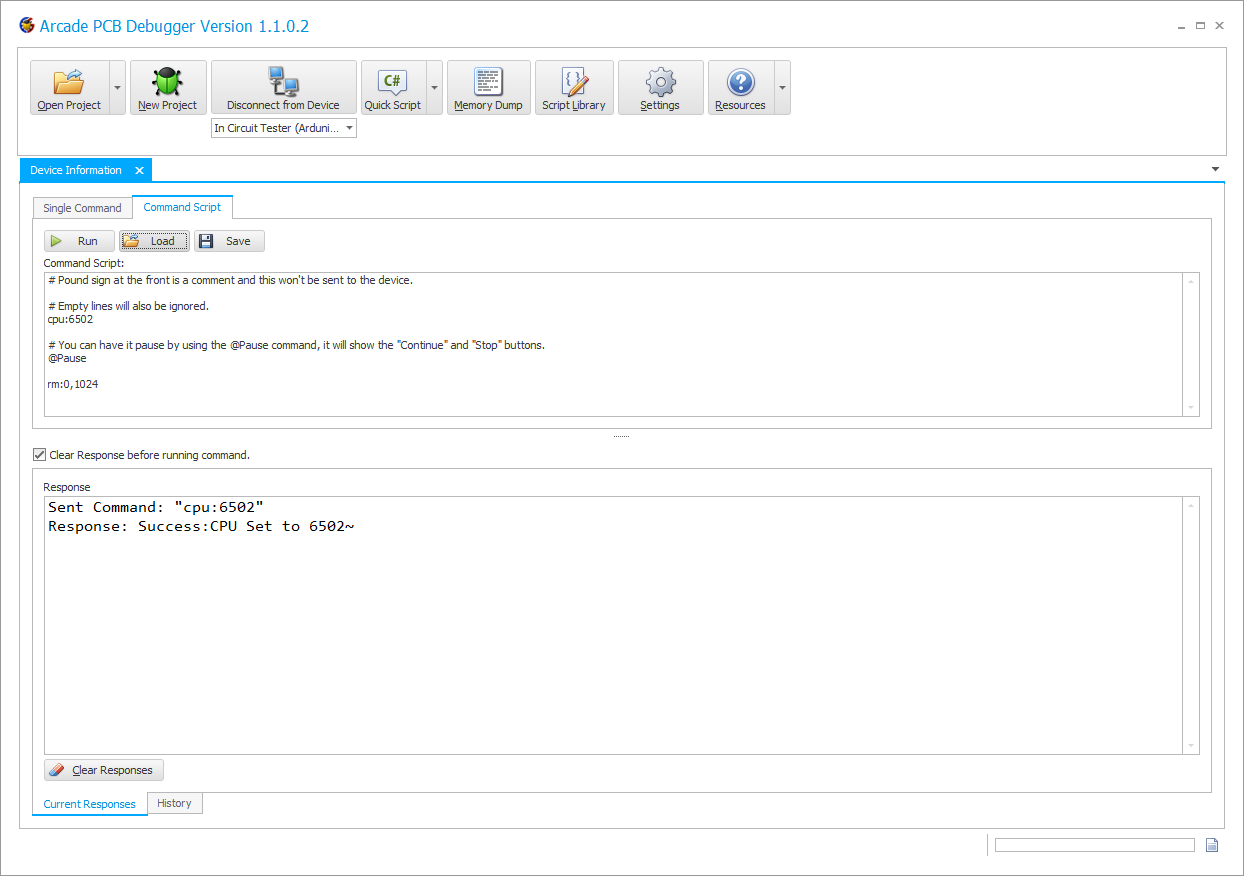 Arcade PCB Debugger Version 1.1.0.2
Open Project
New Project
Disconnect from Device
C#
Quick Script
Memory Dump
Script Library
Settings
Resources
In Circuit Tester (Arduni...
Device Information
Single Command
Command Script
Run
Load
Save
Command Script:
# Pound sign at the front is a comment and this won't be sent to the device.
# Empty lines will also be ignored.
cpu:6502
# You can have it pause by using the @Pause command, it will show the "Continue" and "Stop" buttons.
@Pause
rm:0,1024
Clear Response before running command.
Response
Sent Command: "cpu:6502"
Response: Success:CPU Set to 6502~
Clear Responses
Current Responses
History